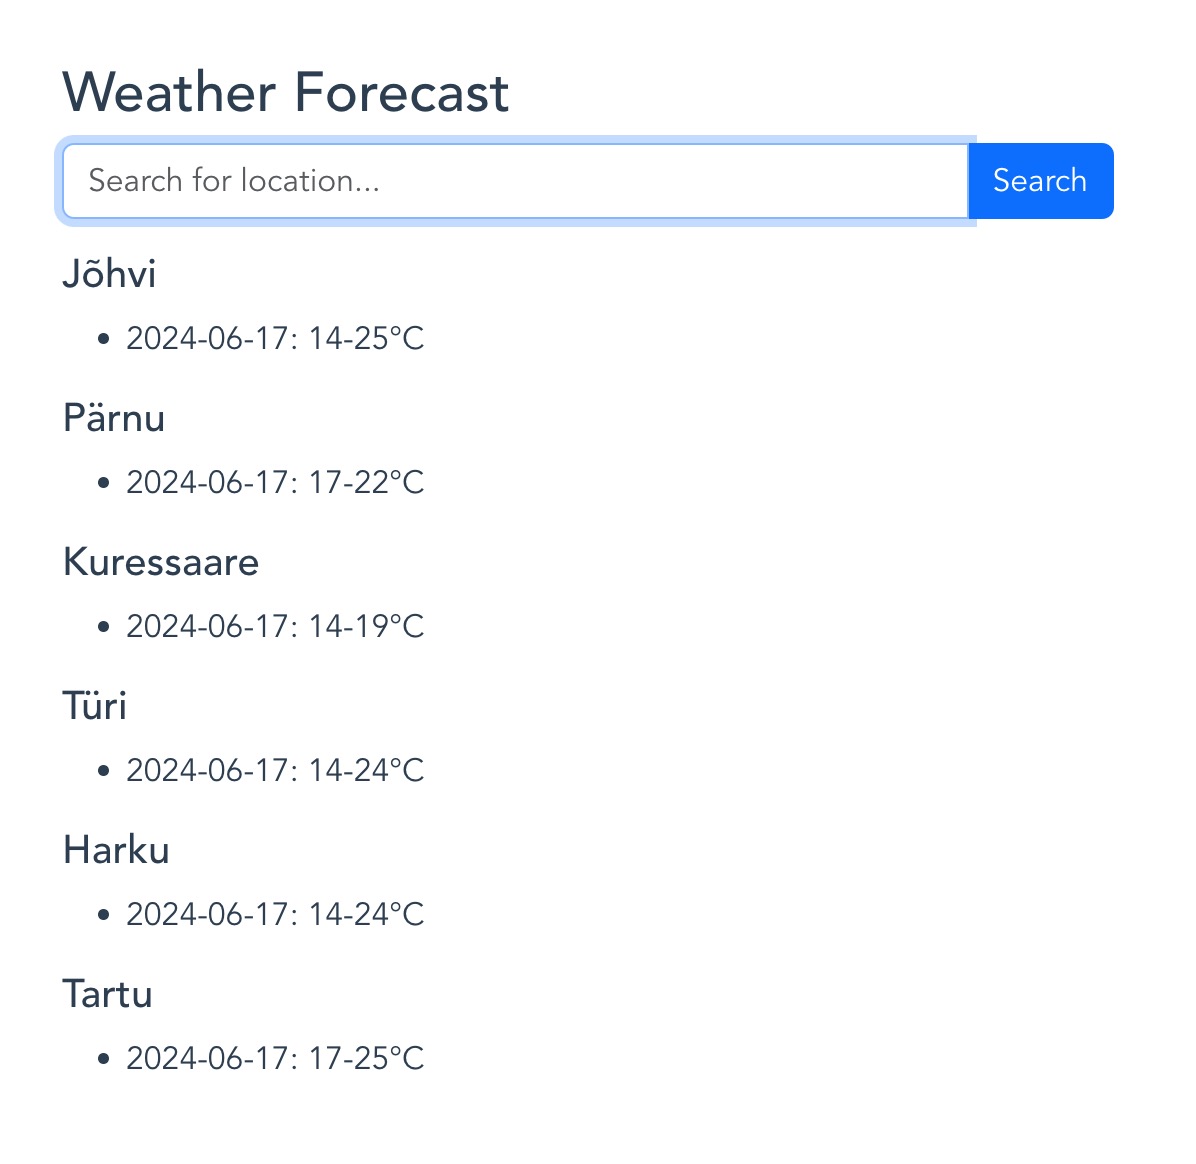 Weather Forecast
Search for location...
Search
Jõhvi
2024-06-17: 14-25°C
Pärnu
2024-06-17: 17-22°C
Kuressaare
2024-06-17: 14-19°C
Türi
2024-06-17: 14-24°C
Harku
2024-06-17: 14-24°C
Tartu
2024-06-17: 17-25°C